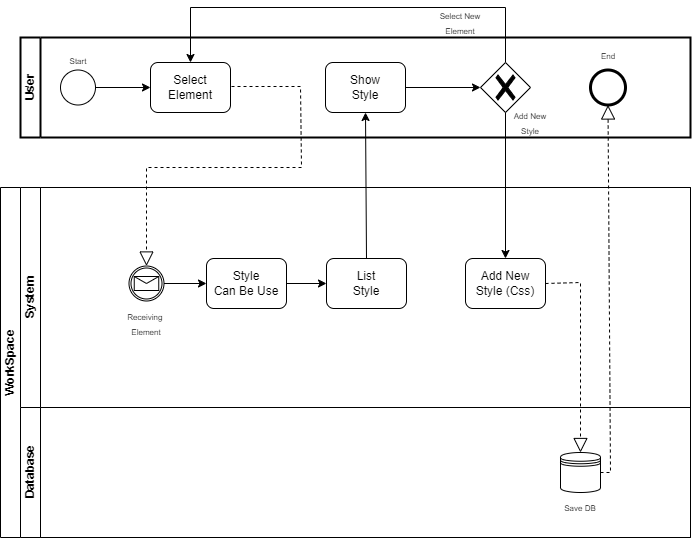 Select New
Element
User
Start
Select
Element
Show
Style
End
Add New
Style
WorkSpace
System
Style
Can Be Use
List
Style
Add New
Style (Css)
Receiving
Element
Database
Save DB